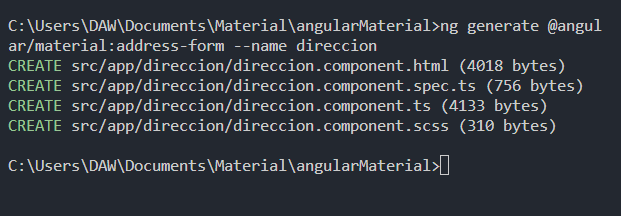 C:\Users\DAW\Documents\Material\angularMaterial>ng generate @angul
ar/material:address-form --name direccion
CREATE src/app/direccion/direccion.component.html (4018 bytes)
CREATE src/app/direccion/direccion.component.spec.ts (756 bytes)
CREATE src/app/direccion/direccion.component.ts (4133 bytes)
CREATE src/app/direccion/direccion.component.scss (310 bytes)
C:\Users\DAW\Documents\Material\angularMaterial>